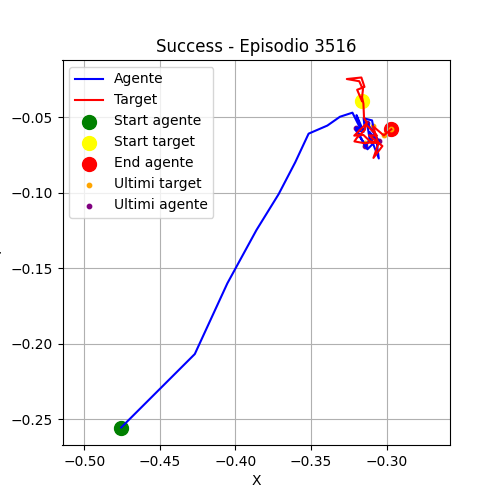 Success - Episodio 3516
Agente
Target
Start agente
Start target
End agente
Ultimi target
Ultimi agente
−0.05
−0.10
−0.15
−0.20
−0.25
−0.50
−0.45
−0.40
−0.35
−0.30
X